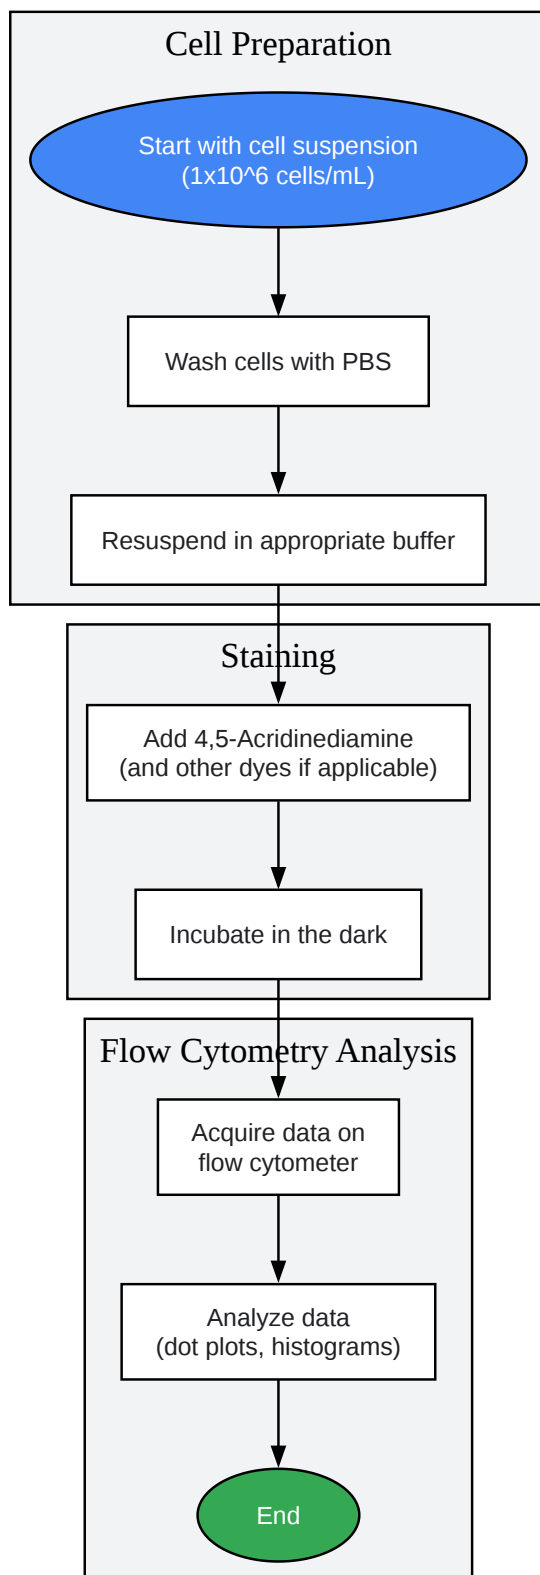 Cell Preparation
Start with cell suspension
(1x10^6 cells/mL)
Wash cells with PBS
Resuspend in appropriate buffer
Staining
Add 4,5-Acridinediamine
(and other dyes if applicable)
Incubate in the dark
Flow Cytometry Analysis
Acquire data on
flow cytometer
Analyze data
(dot plots, histograms)
End